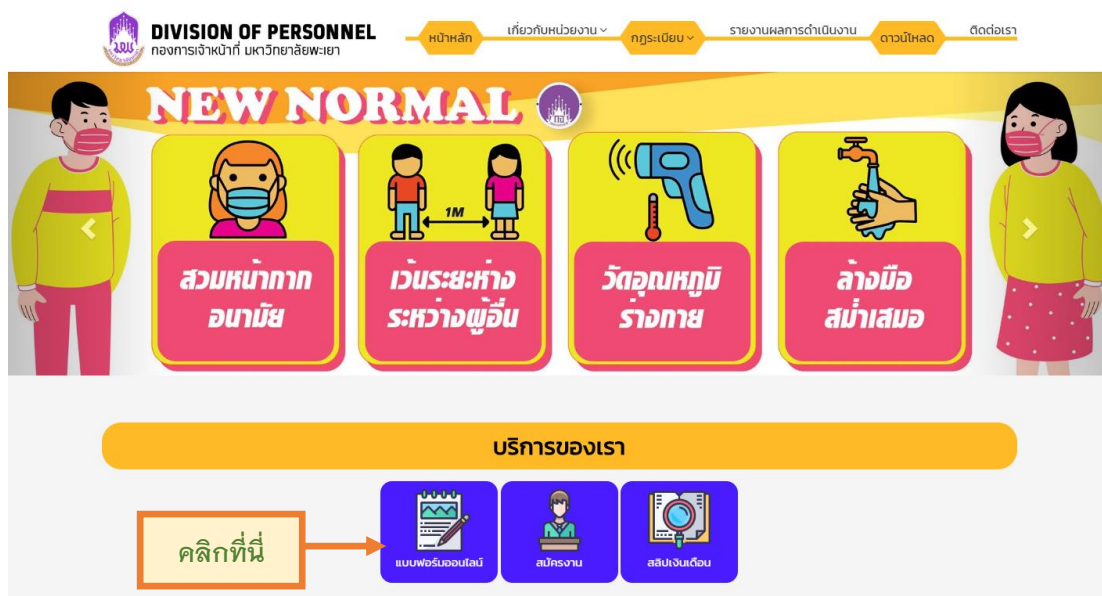 DIVISION OF PERSONNEL
กองการเจ้าหน้าที่ มหาวิทยาลัยพะเยา
หน้าหลัก
เกี่ยวกับหน่วยงาน
กฎระเบียบ
รายงานผลการดำเนินงาน
ดาวน์โหลด
ติดต่อเรา
NEW NORMAL
1M
สวมหน้ากาก
อนามัย
เว้นระยะห่าง
ระหว่างผู้อื่น
วัดอุณหภูมิ
ร่างกาย
ล้างมือ
สม่ำเสมอ
บริการของเรา
คลิกที่นี่
แบบฟอร์มออนไลน์
สมัครงาน
สลิปเงินเดือน